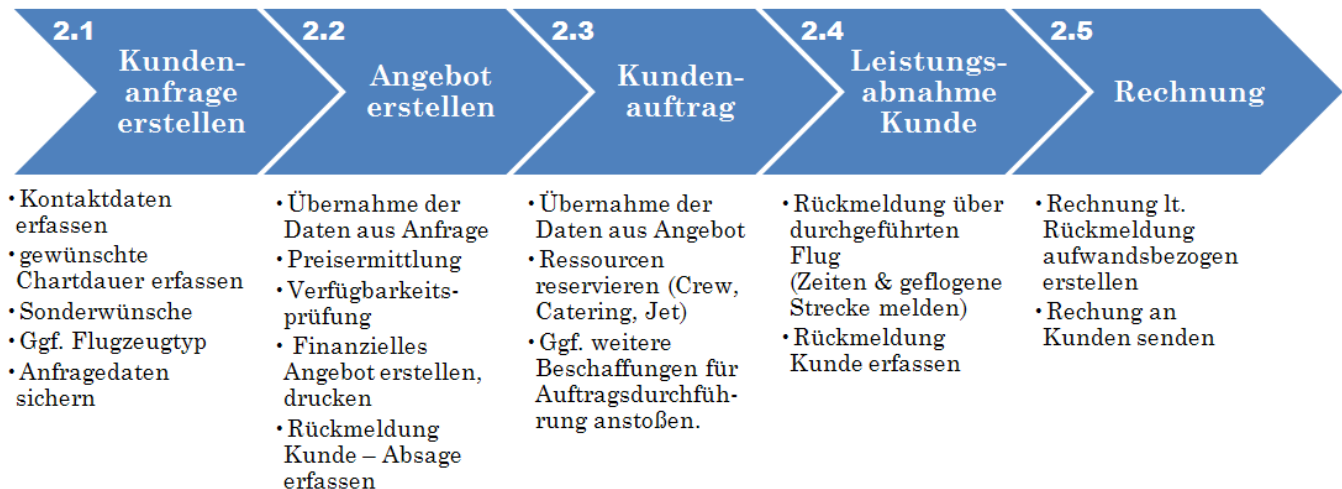 2.1
Kunden-
anfrage
erstellen
2.2
Angebot
erstellen
2.3
Kunden-
auftrag
2.4
Leistungs-
abnahme
Kunde
2.5
Rechnung
• Kontaktdaten
erfassen
• gewünschte
Chartdauer erfassen
• Sonderwünsche
• Ggf. Flugzeugtyp
• Anfragedaten
sichern
• Übernahme der
Daten aus Anfrage
• Preisermittlung
• Verfügbarkeits-
prüfung
• Finanzielles
Angebot erstellen,
drucken
• Rückmeldung
Kunde – Absage
erfassen
• Übernahme der
Daten aus Angebot
• Ressourcen
reservieren (Crew,
Catering, Jet)
• Ggf. weitere
Beschaffungen für
Auftragsdurchfüh-
rung anstoßen.
• Rückmeldung über
durchgeführten
Flug
(Zeiten & geflogene
Strecke melden)
• Rückmeldung
Kunde erfassen
• Rechnung lt.
Rückmeldung
aufwandsbezogen
erstellen
• Rechung an
Kunden senden